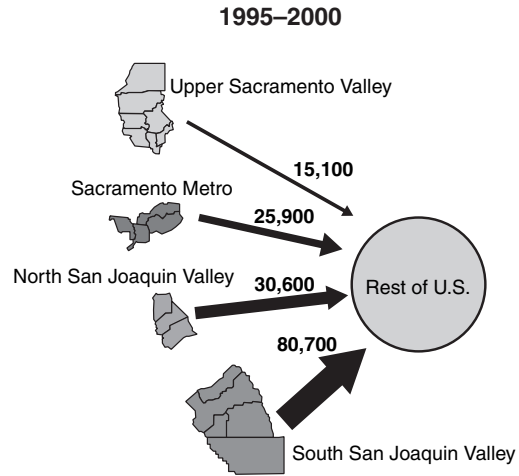 1995–2000
Upper Sacramento Valley
15,100
Sacramento Metro
25,900
North San Joaquin Valley
30,600
Rest of U.S.
80,700
South San Joaquin Valley